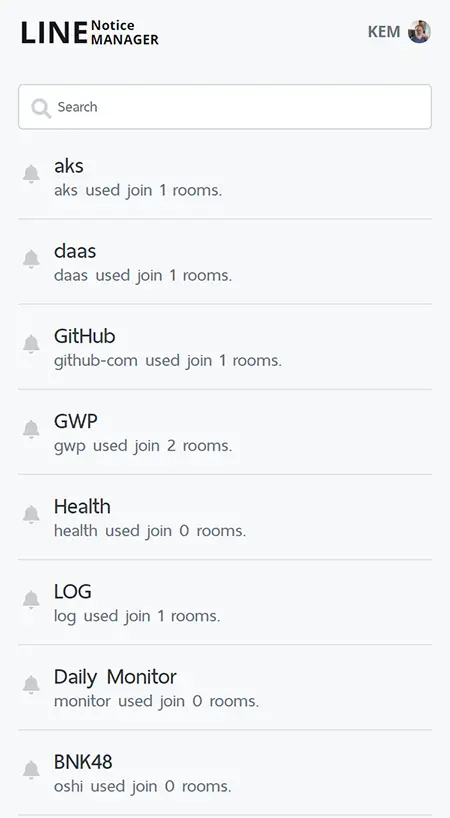 LINE Notice MANAGER
KEM
Search
aks
aks used join 1 rooms.
daas
daas used join 1 rooms.
GitHub
github-com used join 1 rooms.
GWP
gwp used join 2 rooms.
Health
health used join 0 rooms.
LOG
log used join 1 rooms.
Daily Monitor
monitor used join 0 rooms.
BNK48
oshi used join 0 rooms.